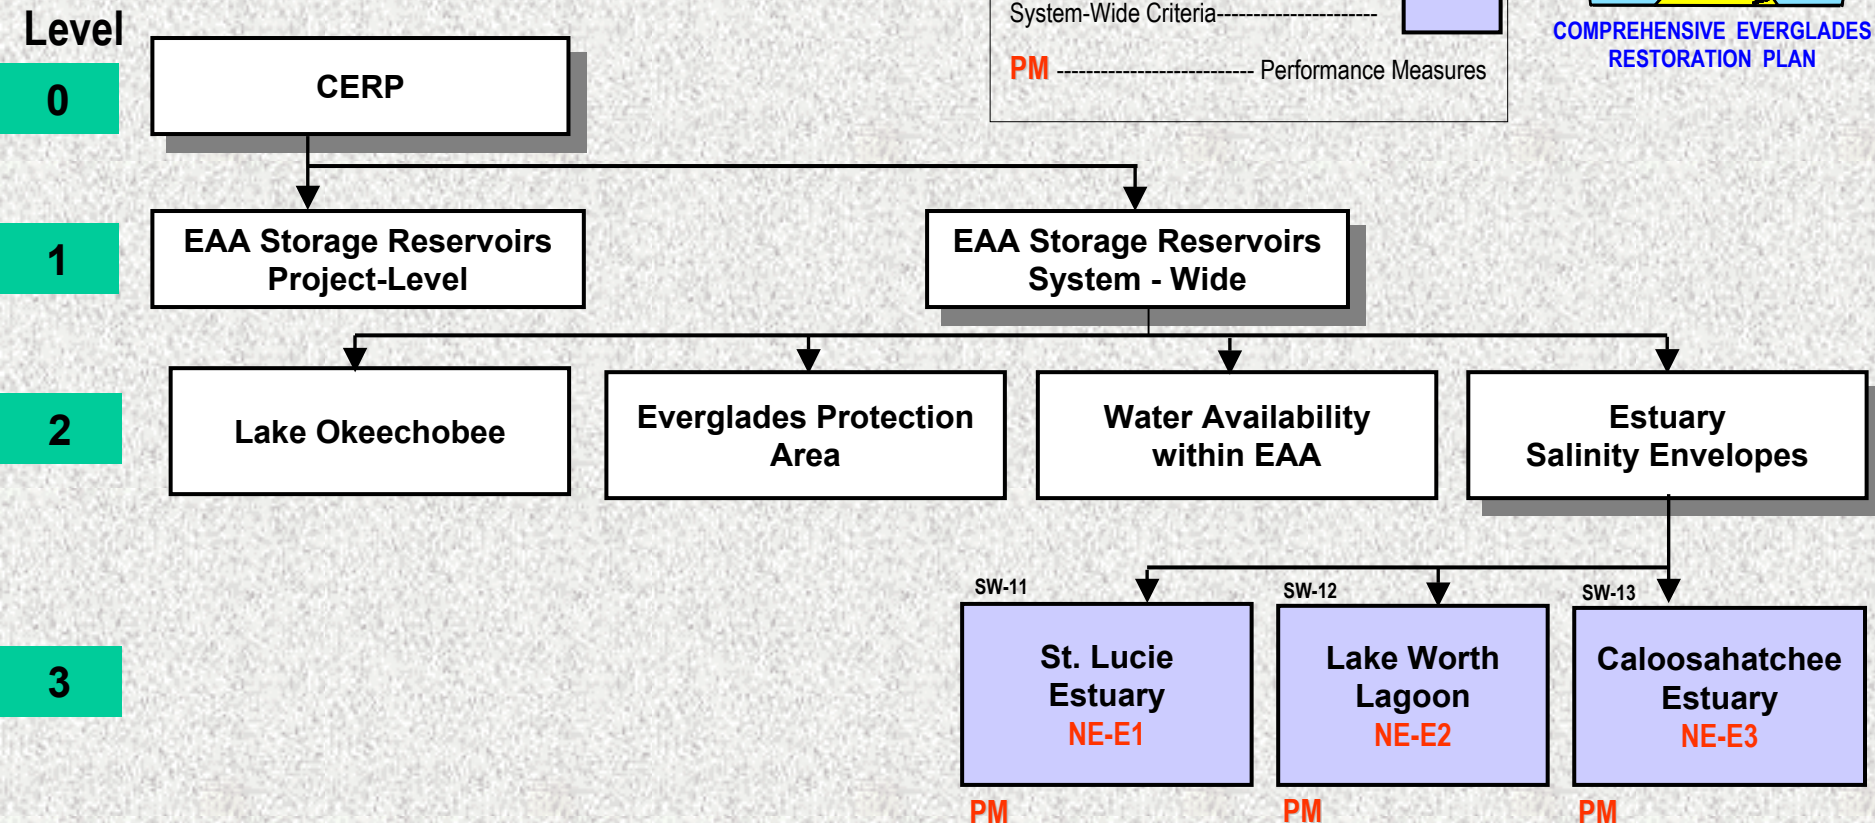 Level
System-Wide Criteria----------------------
PM --------------------------- Performance Measures
COMPREHENSIVE EVERGLADES
RESTORATION PLAN
0
CERP
1
EAA Storage Reservoirs
Project-Level
EAA Storage Reservoirs
System - Wide
2
Lake Okeechobee
Everglades Protection
Area
Water Availability
within EAA
Estuary
Salinity Envelopes
3
SW-11
St. Lucie
Estuary
NE-E1
PM
SW-12
Lake Worth
Lagoon
NE-E2
PM
SW-13
Caloosahatchee
Estuary
NE-E3
PM